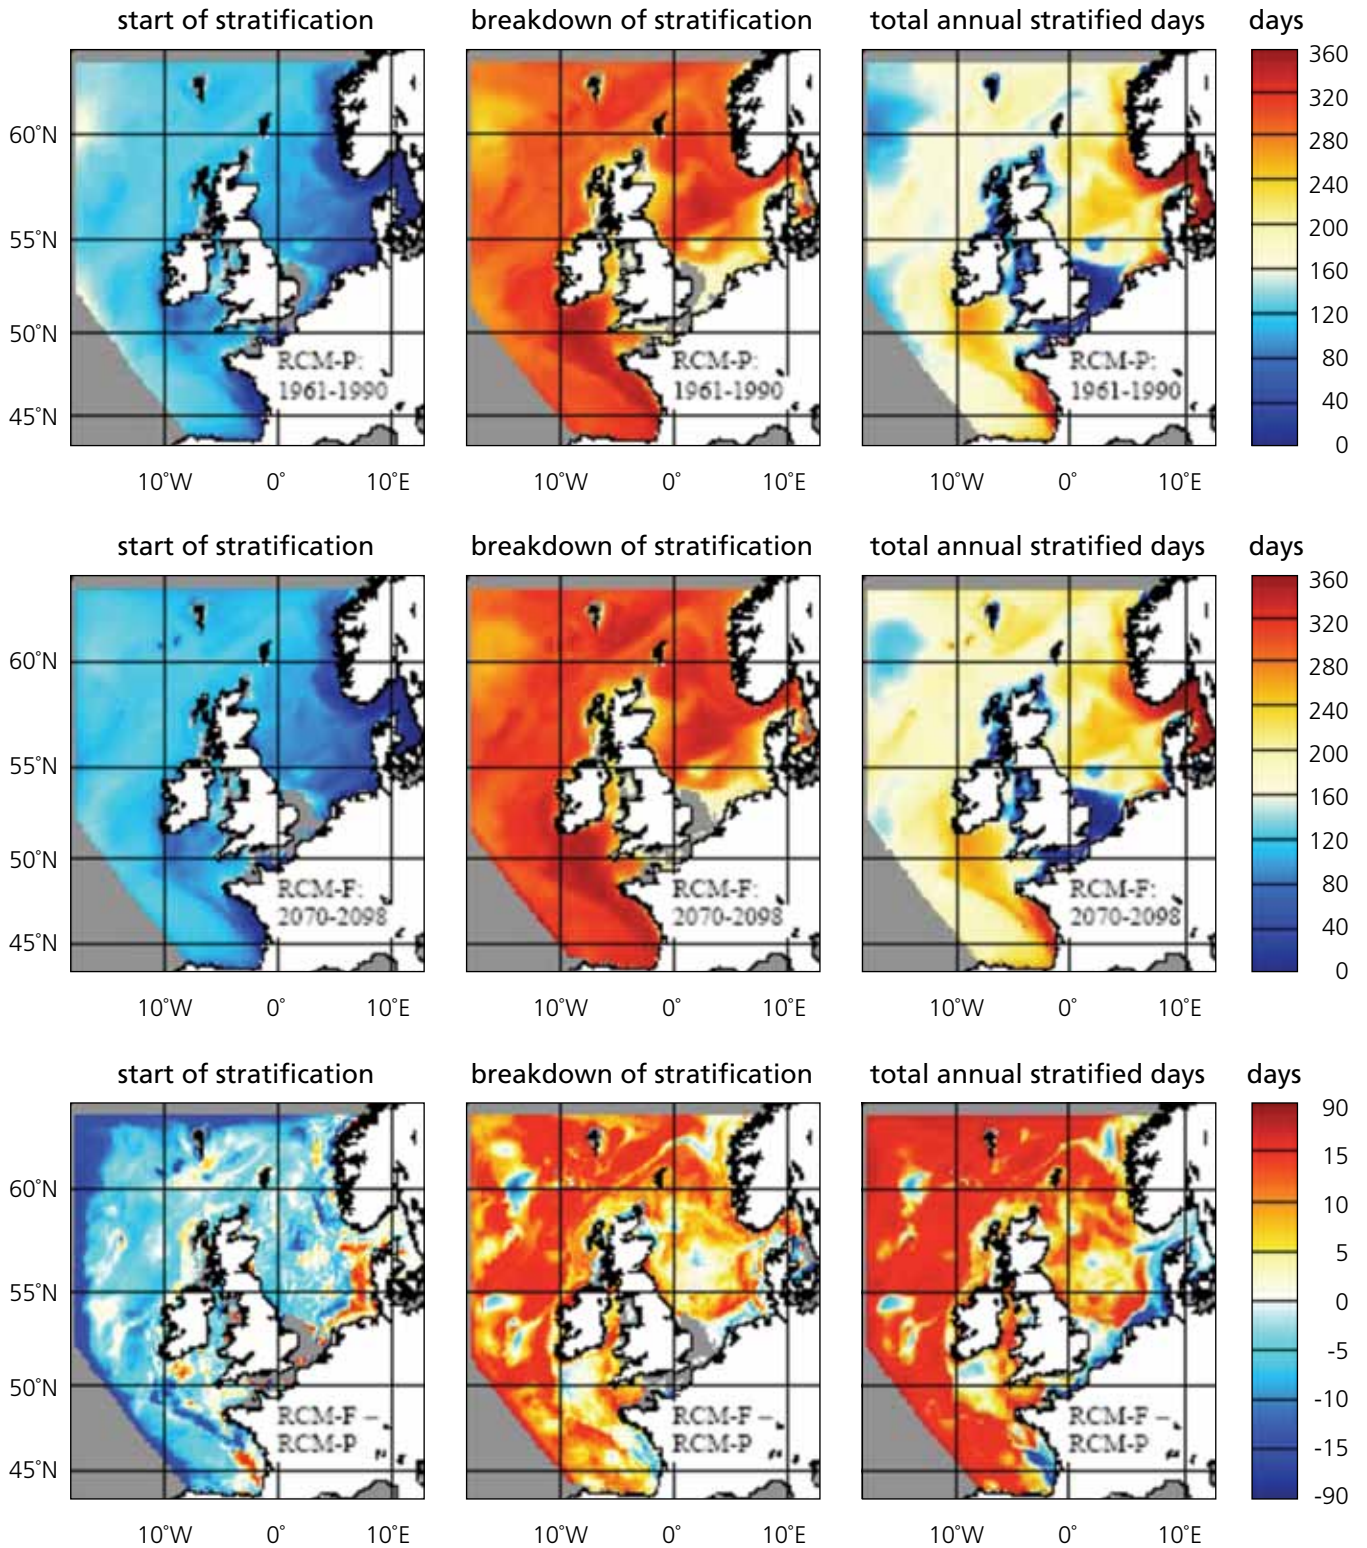 start of stratification breakdown of stratification total annual stratified days days
360
320
60°N 280
240
55°N 200
160
50°N 120
RCM-P: RCM-P: RCM-P: 80
1961-1990 1961-1990 1961-1990 40
45°N
0
10°W 0° 10°E 10°W 0° 10°E 10°W 0° 10°E
start of stratification breakdown of stratification total annual stratified days days
360
320
60°N 280
240
55°N 200
160
50°N 120
RCM-F: RCM-F: RCM-F: 80
2070-2098 2070-2098 2070-2098 40
45°N
0
10°W 0° 10°E 10°W 0° 10°E 10°W 0° 10°E
start of stratification breakdown of stratification total annual stratified days days
90
15
60°N 10
5
55°N 0
-5
50°N -10
RCM-F – RCM-F – RCM-F –
RCM-P RCM-P RCM-P -15
45°N
-90
10°W 0° 10°E 10°W 0° 10°E 10°W 0° 10°E